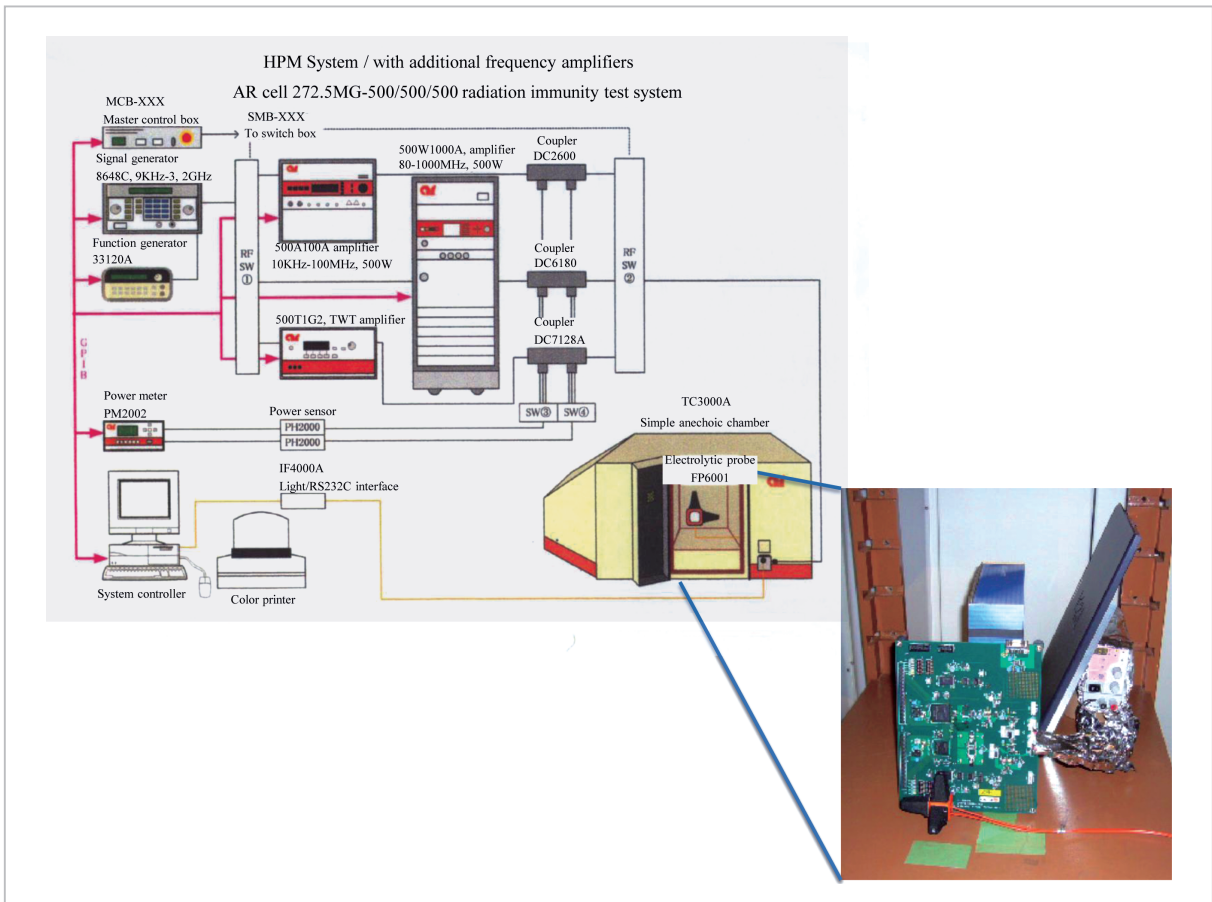 HPM System / with additional frequency amplifiers
AR cell 272.5MG-500/500/500 radiation immunity test system
MCB-XXX
Master control box
SMB-XXX
To switch box
Signal generator
8648C, 9KHz-3, 2GHz
Function generator
33120A
500W1000A, amplifier
80-1000MHz, 500W
Coupler
DC2600
RF
SW
①
500A100A amplifier
10KHz-100MHz, 500W
Coupler
DC6180
RF
SW
②
500T1G2, TWT amplifier
Coupler
DC7128A
GPIB
Power meter
PM2002
Power sensor
PH2000
PH2000
SW③
SW④
TC3000A
Simple anechoic chamber
Electrolytic probe
FP6001
IF4000A
Light/RS232C interface
System controller
Color printer